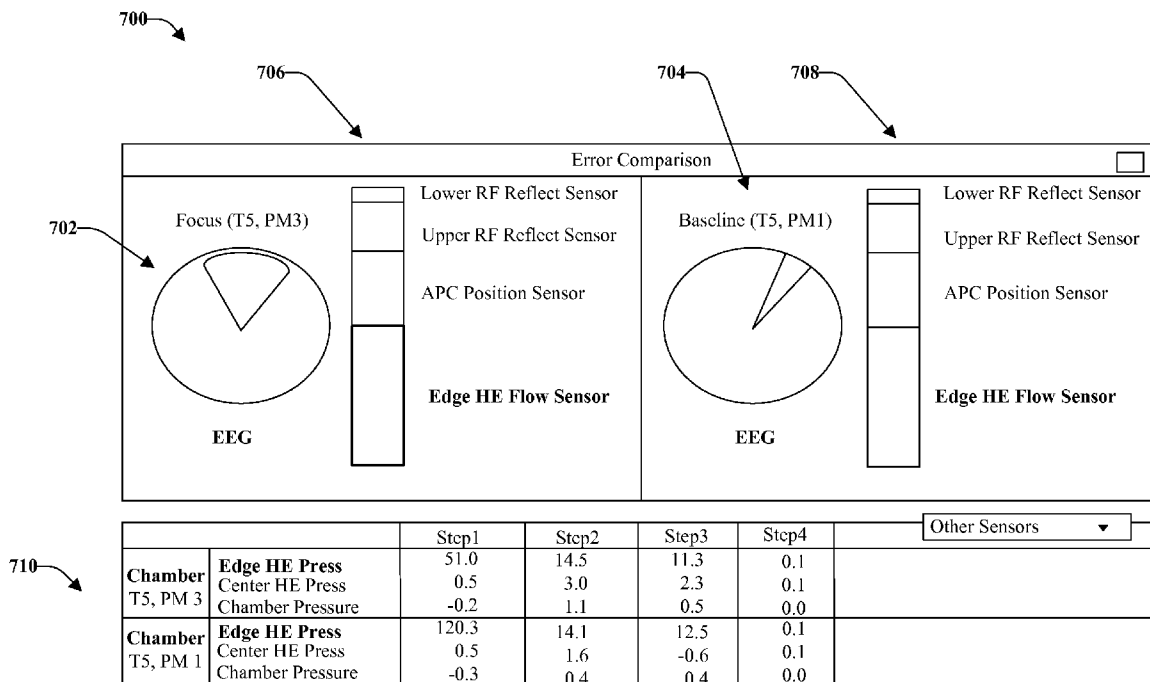 700
706
704
708
Error Comparison
702
Focus (T5, PM3)
Lower RF Reflect Sensor
Upper RF Reflect Sensor
APC Position Sensor
Edge HE Flow Sensor
EEG
Baseline (T5, PM1)
Lower RF Reflect Sensor
Upper RF Reflect Sensor
APC Position Sensor
Edge HE Flow Sensor
EEG
710
Step1 Step2 Step3 Step4 Other Sensors
Chamber T5, PM 3
Edge HE Press 51.0 14.5 11.3 0.1
Center HE Press 0.5 3.0 2.3 0.1
Chamber Pressure -0.2 1.1 0.5 0.0
Chamber T5, PM 1
Edge HE Press 120.3 14.1 12.5 0.1
Center HE Press 0.5 1.6 -0.6 0.1
Chamber Pressure -0.3 0.4 0.4 0.0